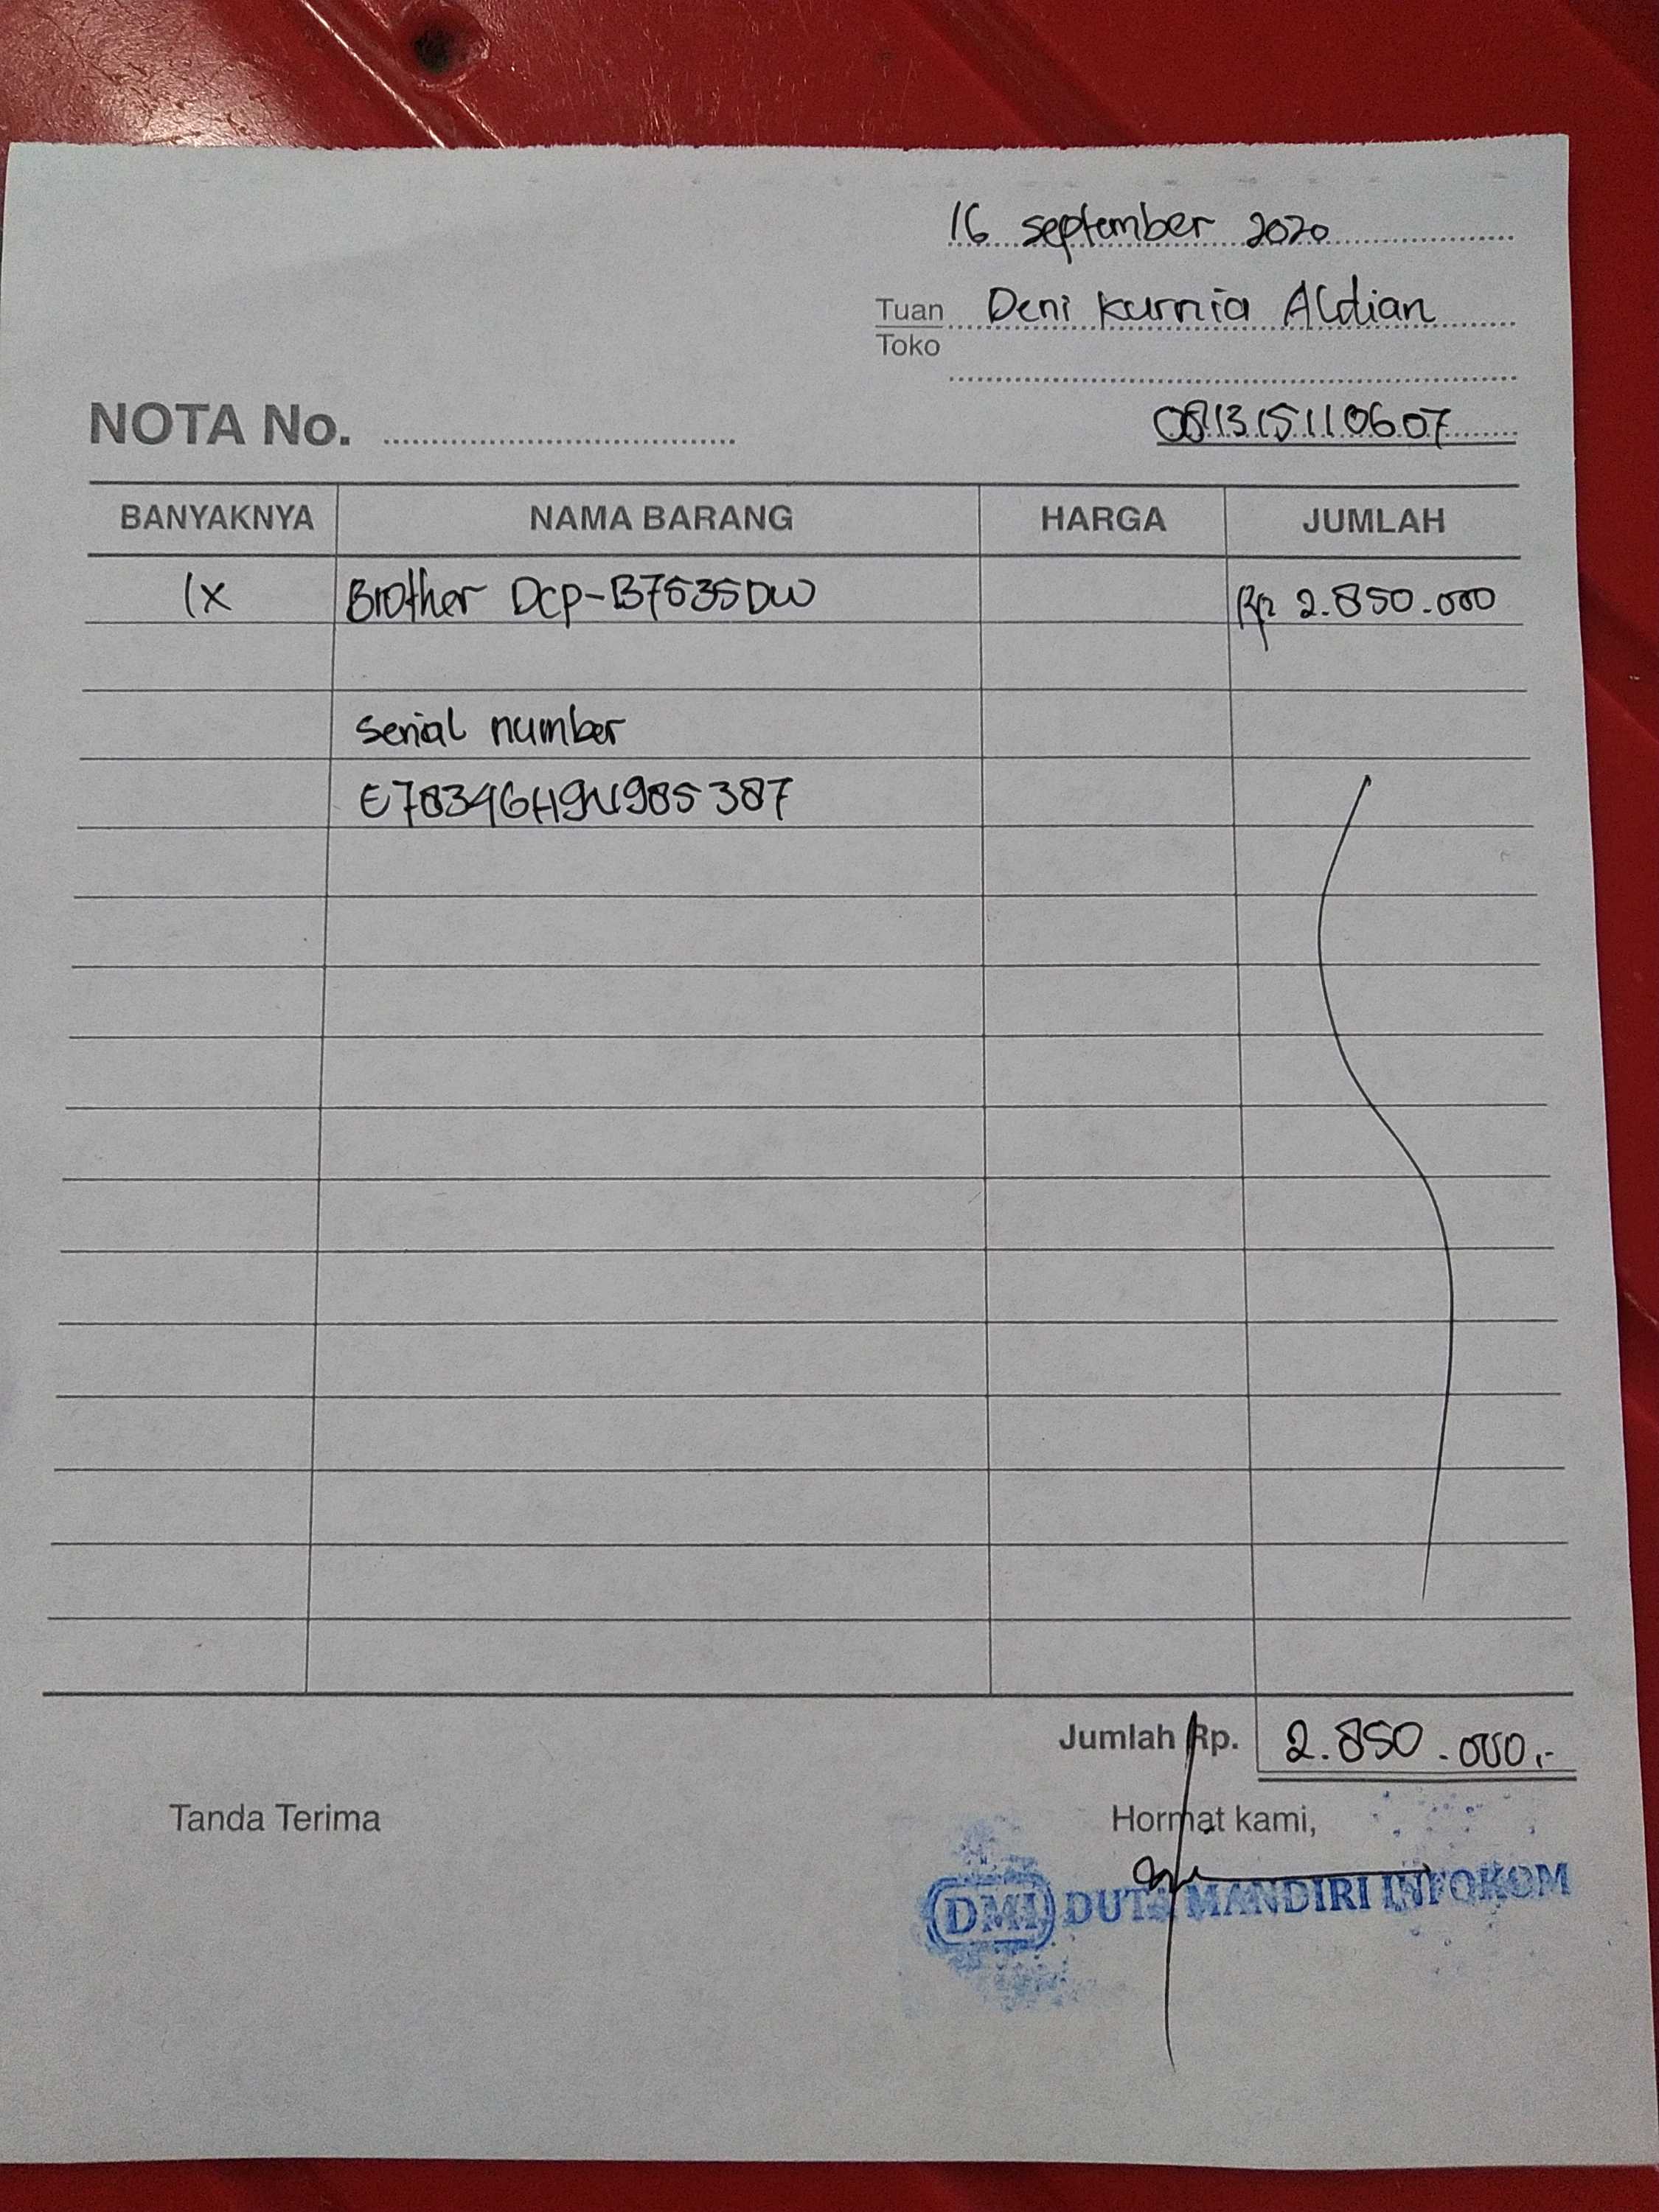 16 september 2020
Tuan Deni Kurnia Aldian
Toko
NOTA No.
081315110607
BANYAKNYA NAMA BARANG HARGA JUMLAH
1x Brother DCP-B7535DW Rp 2.850.000
serial number
E78346H9N985387
Jumlah Rp. 2.850.000,-
Tanda Terima Hormat kami,
DMI DUTA MANDIRI INFOKOM